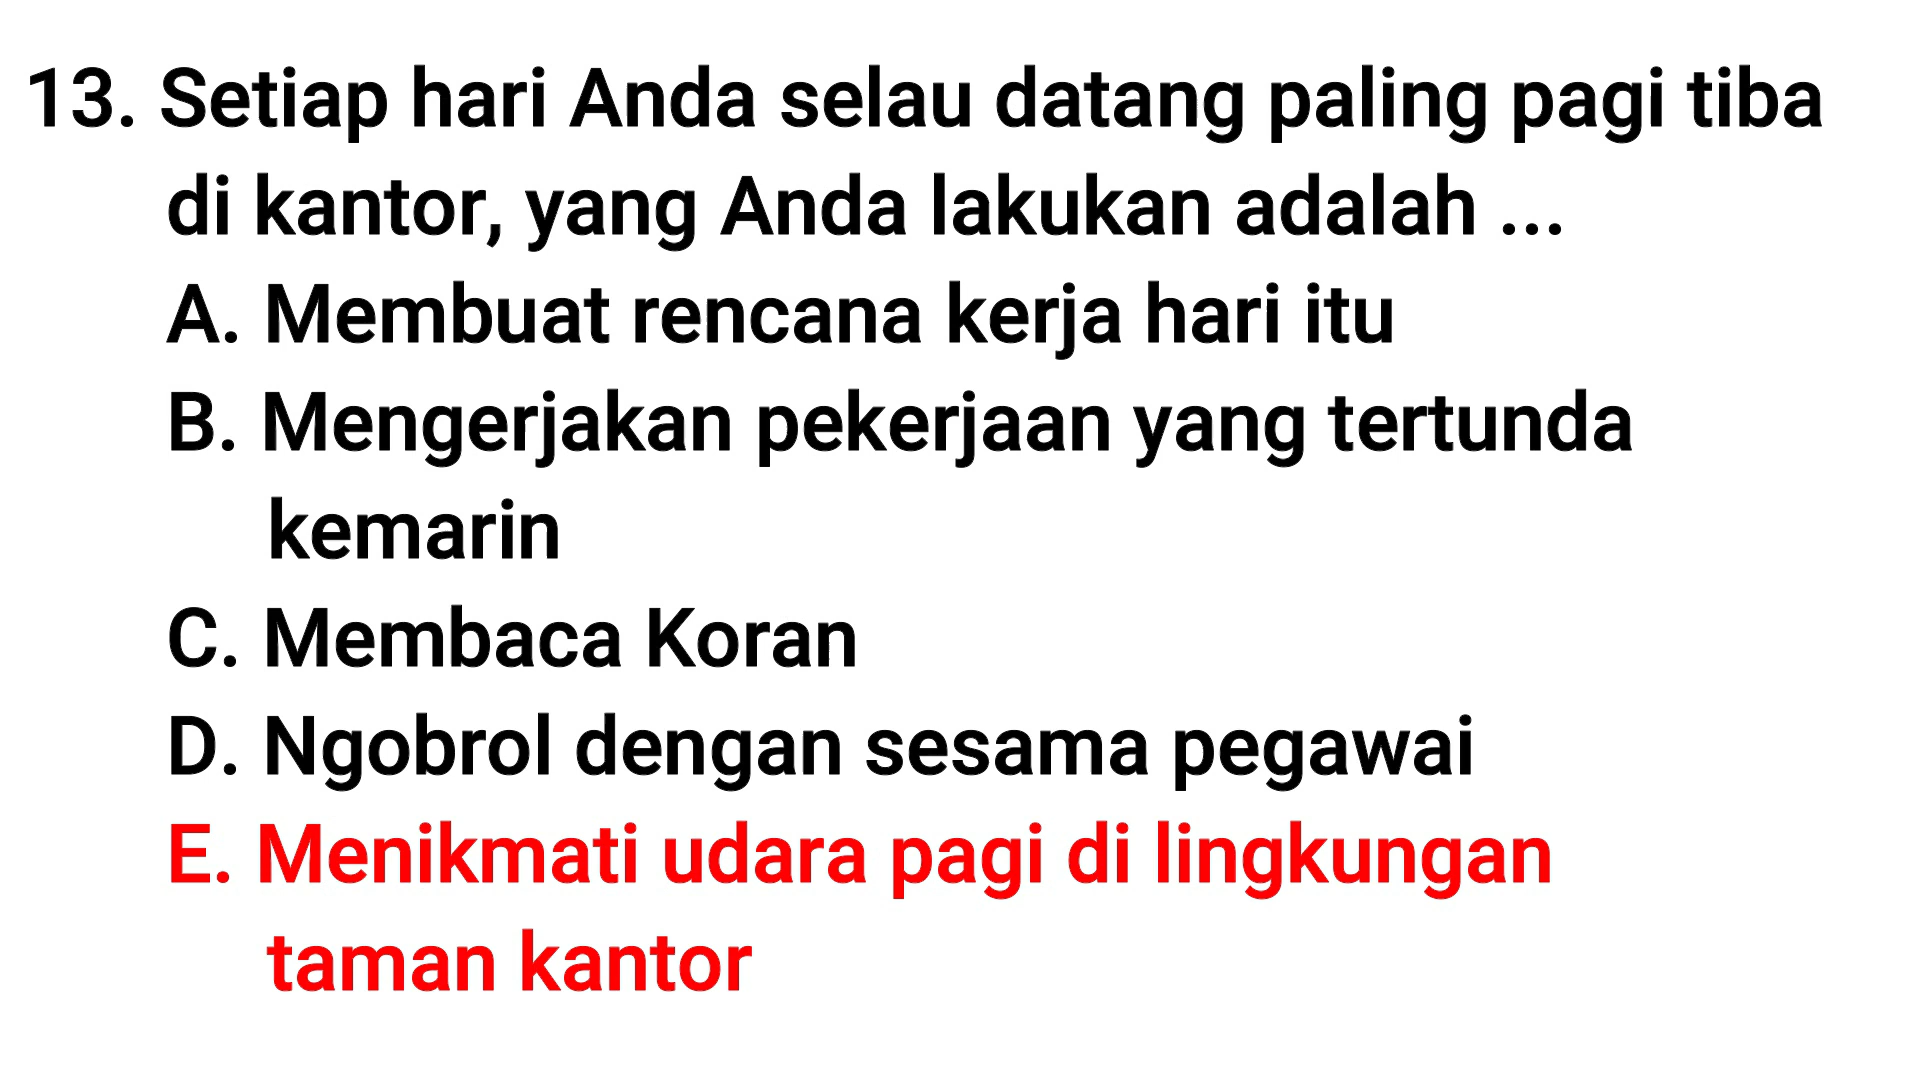 13. Setiap hari Anda selau datang paling pagi tiba
di kantor, yang Anda lakukan adalah ...
A. Membuat rencana kerja hari itu
B. Mengerjakan pekerjaan yang tertunda
kemarin
C. Membaca Koran
D. Ngobrol dengan sesama pegawai
E. Menikmati udara pagi di lingkungan
taman kantor